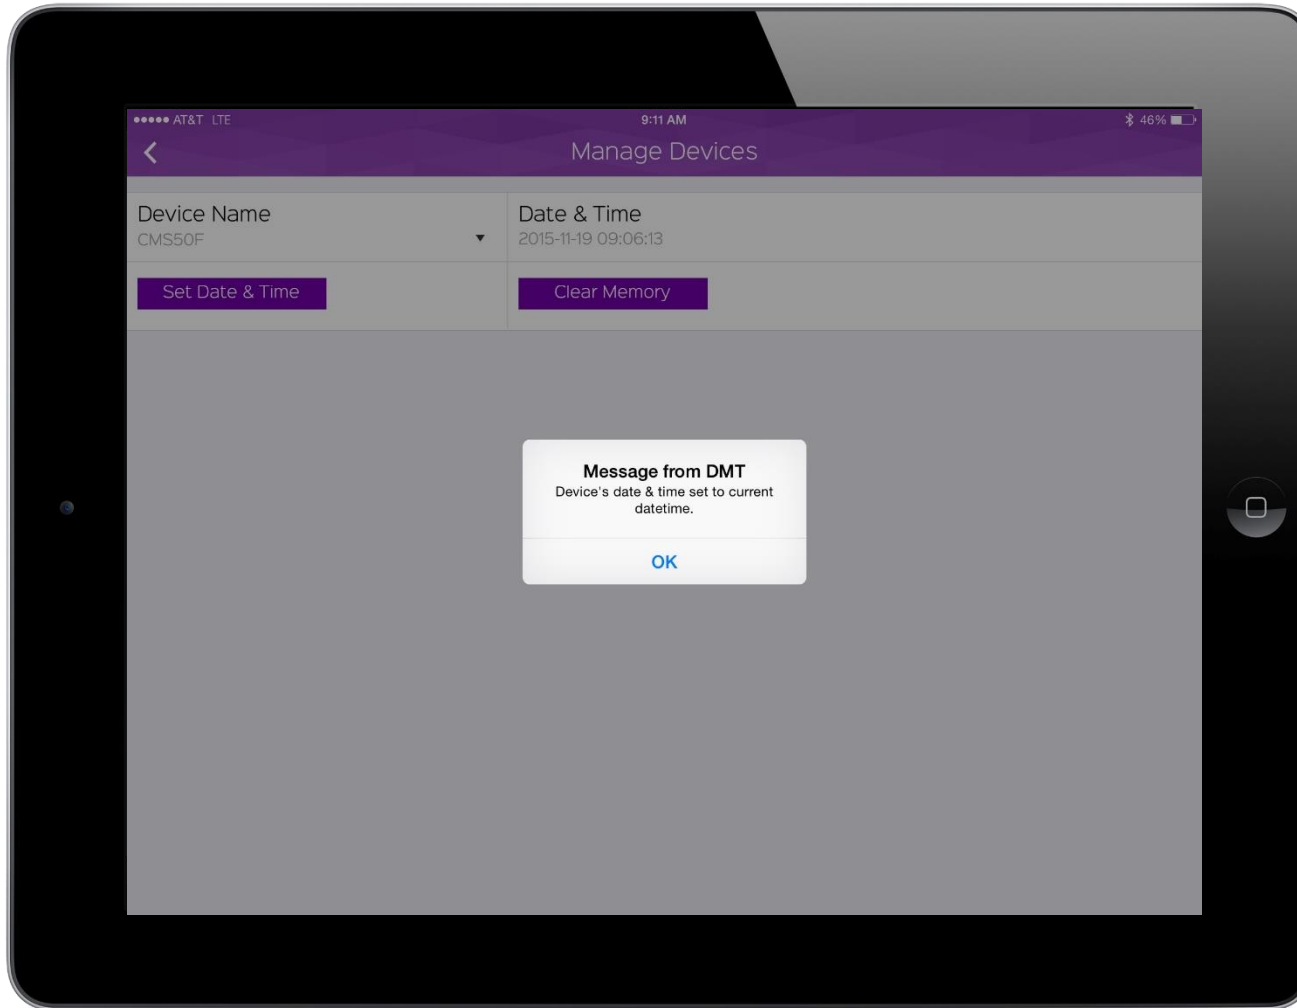 AT&T LTE
9:11 AM
46%
Manage Devices
Device Name
CMS50F
Date & Time
2015-11-19 09:06:13
Set Date & Time
Clear Memory
Message from DMT
Device's date & time set to current
datetime.
OK